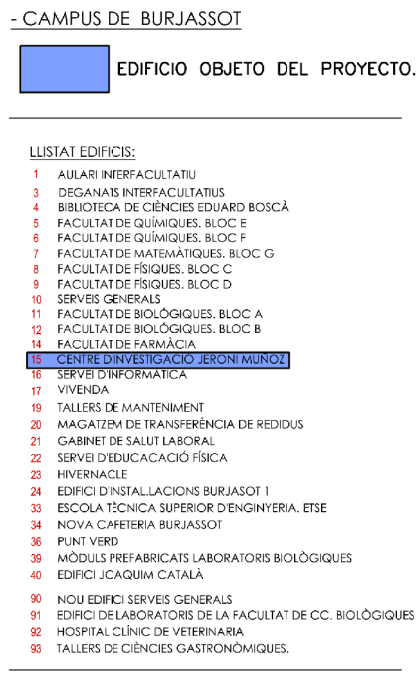 - CAMPUS DE BURJASSOT
EDIFICIO OBJETO DEL PROYECTO.
LLISTAT EDIFICIS:
1 AULARI INTERFACULTATIU
3 DEGANATS INTERFACULTATIUS
4 BIBLIOTECA DE CIÈNCIES EDUARD BOSCÀ
5 FACULTAT DE QUÍMIQUES. BLOC E
6 FACULTAT DE QUÍMIQUES. BLOC F
7 FACULTAT DE MATEMÀTIQUES. BLOC G
8 FACULTAT DE FÍSIQUES. BLOC C
9 FACULTAT DE FÍSIQUES. BLOC D
10 SERVEIS GENERALS
11 FACULTAT DE BIOLÓGIQUES. BLOC A
12 FACULTAT DE BIOLÓGIQUES. BLOC B
14 FACULTAT DE FARMÀCIA
15 CENTRE D'INVESTIGACIÓ JERONI MUÑOZ
16 SERVEI D'INFORMÀTICA
17 VIVENDA
19 TALLERS DE MANTENIMENT
20 MAGATZEM DE TRANSFERÈNCIA DE REDIDUS
21 GABINET DE SALUT LABORAL
22 SERVEI D'EDUCACACIÓ FÍSICA
23 HIVERNACLE
24 EDIFICI D'INSTAL.LACIONS BURJASOT 1
33 ESCOLA TÈCNICA SUPERIOR D'ENGINYERIA. ETSE
34 NOVA CAFETERIA BURJASSOT
36 PUNT VERD
39 MÒDULS PREFABRICATS LABORATORIS BIOLÒGIQUES
40 EDIFICI JOAQUIM CATALÀ
90 NOU EDIFICI SERVEIS GENERALS
91 EDIFICI DE LABORATORIS DE LA FACULTAT DE CC. BIOLÒGIQUES
92 HOSPITAL CLÍNIC DE VETERINARIA
93 TALLERS DE CIÈNCIES GASTRONÒMIQUES.